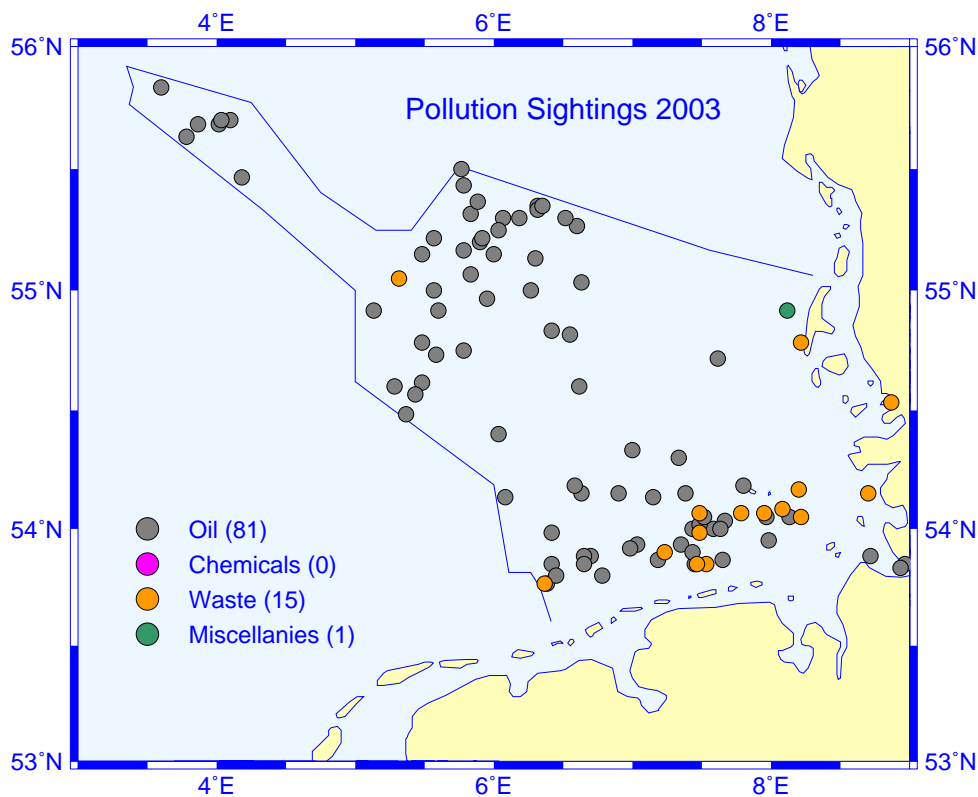 4˚E 6˚E 8˚E
56˚N 56˚N
Pollution Sightings 2003
55˚N 55˚N
54˚N 54˚N
Oil (81)
Chemicals (0)
Waste (15)
Miscellanies (1)
53˚N 53˚N
4˚E 6˚E 8˚E